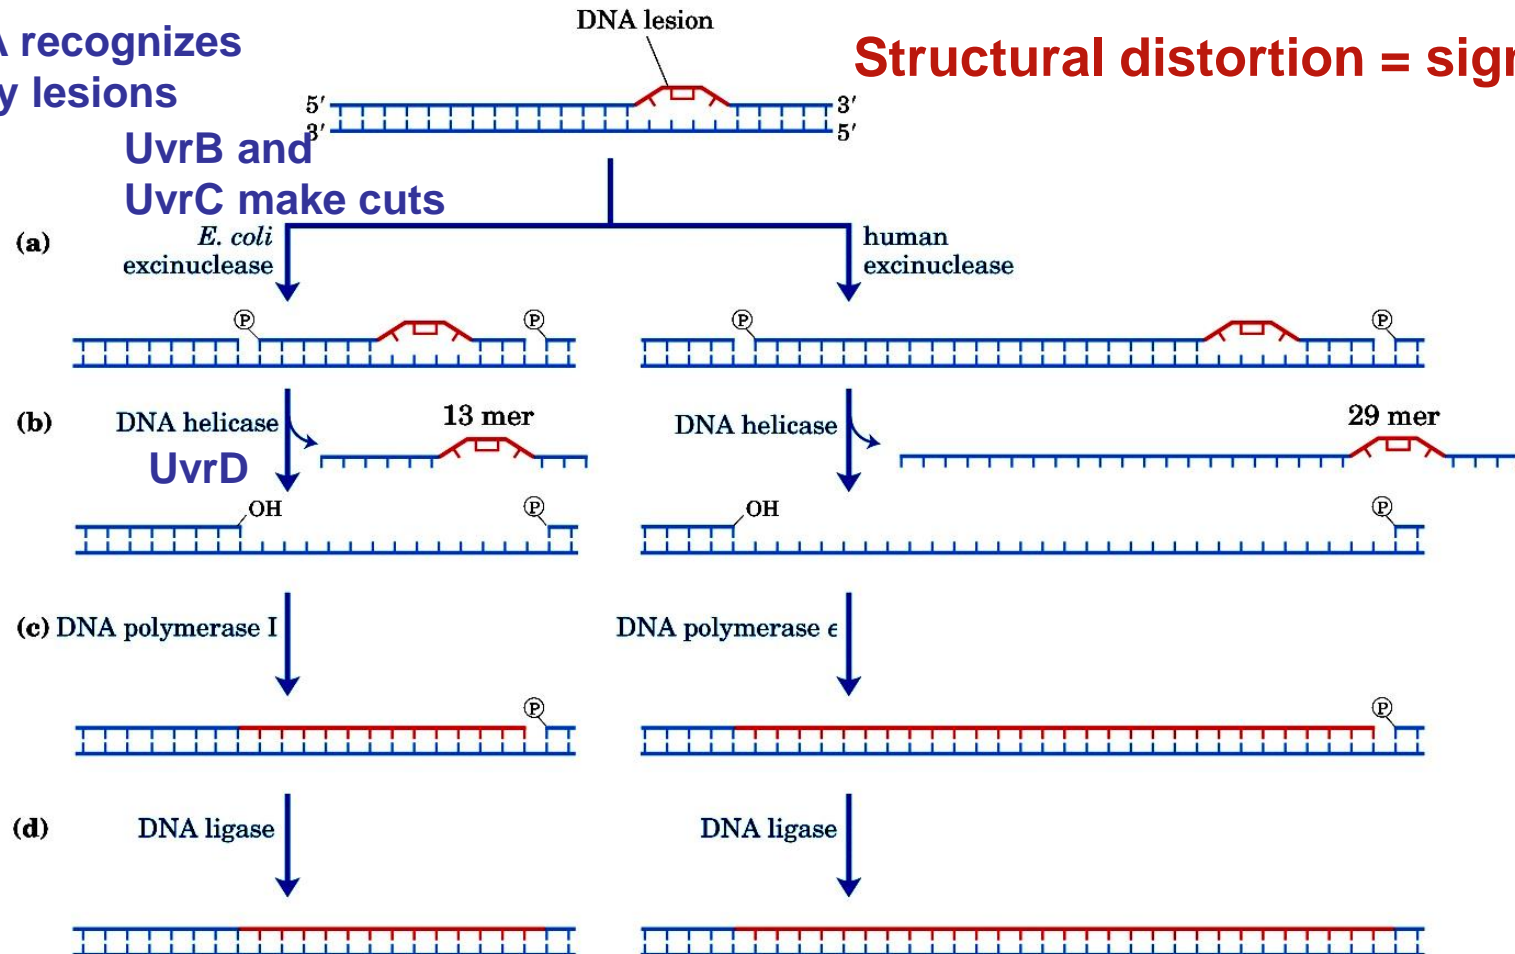 DNA lesion
A recognizes
y lesions
Structural distortion = sign
5′ 3′
3′ 5′
UvrB and
UvrC make cuts
(a)
E. coli
excinuclease
human
excinuclease
P P P P
(b)
DNA helicase
13 mer
DNA helicase
29 mer
UvrD
OH P OH P
(c) DNA polymerase I
DNA polymerase ϵ
P P
(d)
DNA ligase
DNA ligase